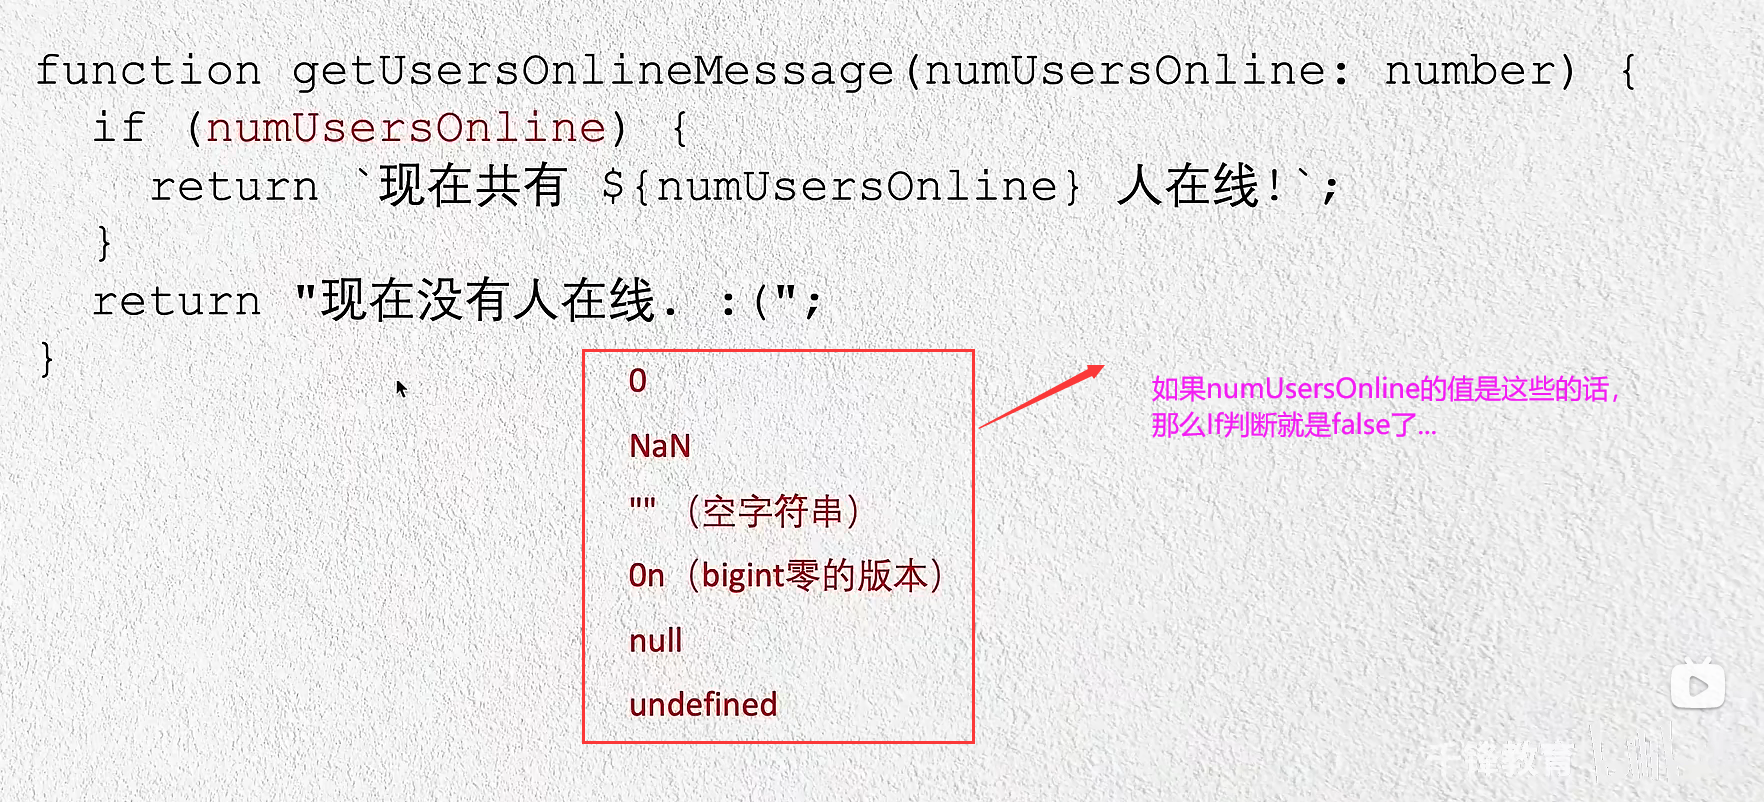 function getUsersOnlineMessage(numUsersOnline: number) {
if (numUsersOnline) {
return `现在共有 ${numUsersOnline} 人在线!`;
}
return "现在没有人在线. :(";
}
0
NaN
"" （空字符串）
0n（bigint零的版本）
null
undefined
如果numUsersOnline的值是这些的话，
那么If判断就是false了...
千锋教育